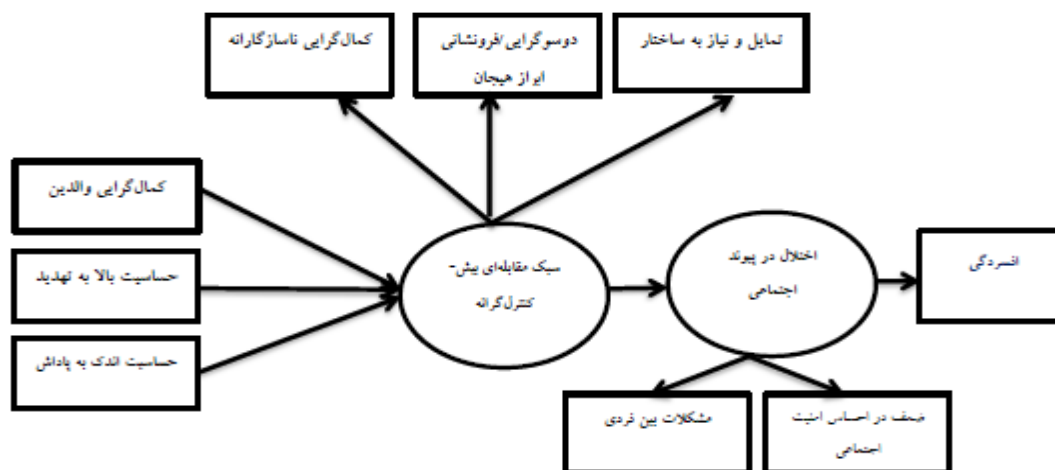 تمایل و نیاز به ساختار
دوسوگرایی/فرونشانی
ابراز هیجان
کمال‌گرایی ناسازگارانه
کمال‌گرایی والدین
حساسیت بالا به تهدید
حساسیت اندک به پاداش
سبک مقابله‌ای بیش-
کنترل‌گرانه
اختلال در پیوند
اجتماعی
افسردگی
مشکلات بین فردی
ضعف در احساس امنیت
اجتماعی